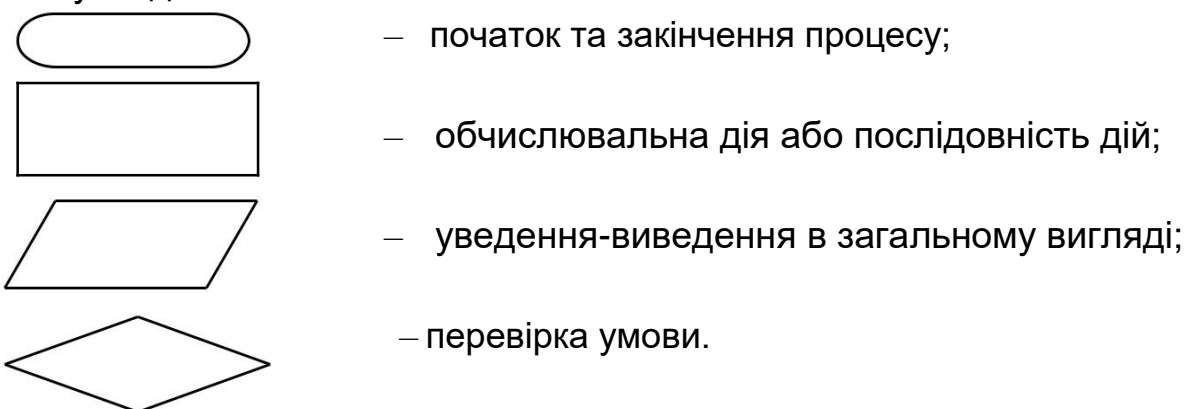 – початок та закінчення процесу;
– обчислювальна дія або послідовність дій;
– уведення-виведення в загальному вигляді;
– перевірка умови.